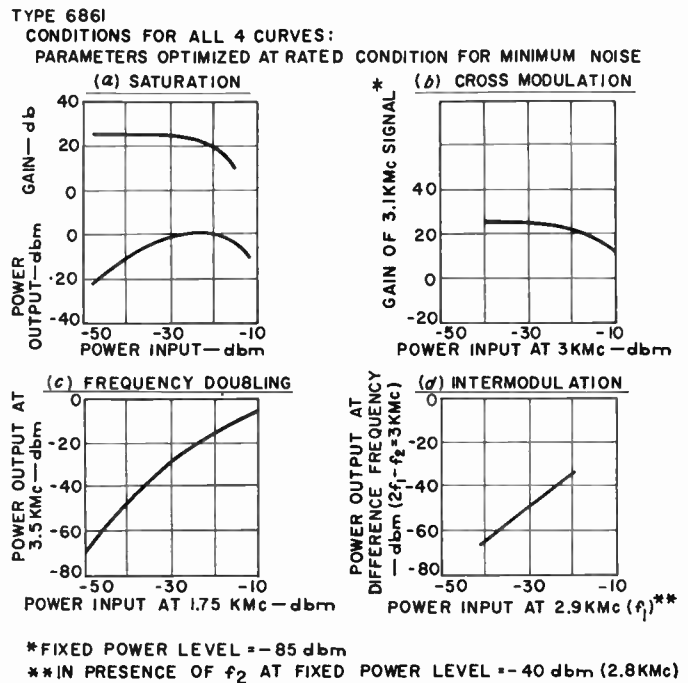 TYPE 6861
CONDITIONS FOR ALL 4 CURVES:
PARAMETERS OPTIMIZED AT RATED CONDITION FOR MINIMUM NOISE
(a) SATURATION
GAIN—db
40
20
0
POWER OUTPUT—dbm
0
-20
-40
-50 -30 -10
POWER INPUT—dbm
* (b) CROSS MODULATION
GAIN OF 3.1KMC SIGNAL
40
20
0
-20
-50 -30 -10
POWER INPUT AT 3KMC—dbm
(c) FREQUENCY DOU8LING
POWER OUTPUT AT
3.5 KMC—dbm
0
-20
-40
-60
-80
-50 -30 -10
POWER INPUT AT 1.75 KMC—dbm
(d) INTERMODULATION
POWER OUTPUT AT
DIFFERENCE FREQUENCY
—dbm (2f1-f2=3KMC)
0
-20
-40
-60
-80
-50 -30 -10
POWER INPUT AT 2.9KMC (f1)**
*FIXED POWER LEVEL =-85 dbm
**IN PRESENCE OF f2 AT FIXED POWER LEVEL =-40 dbm (2.8KMC)